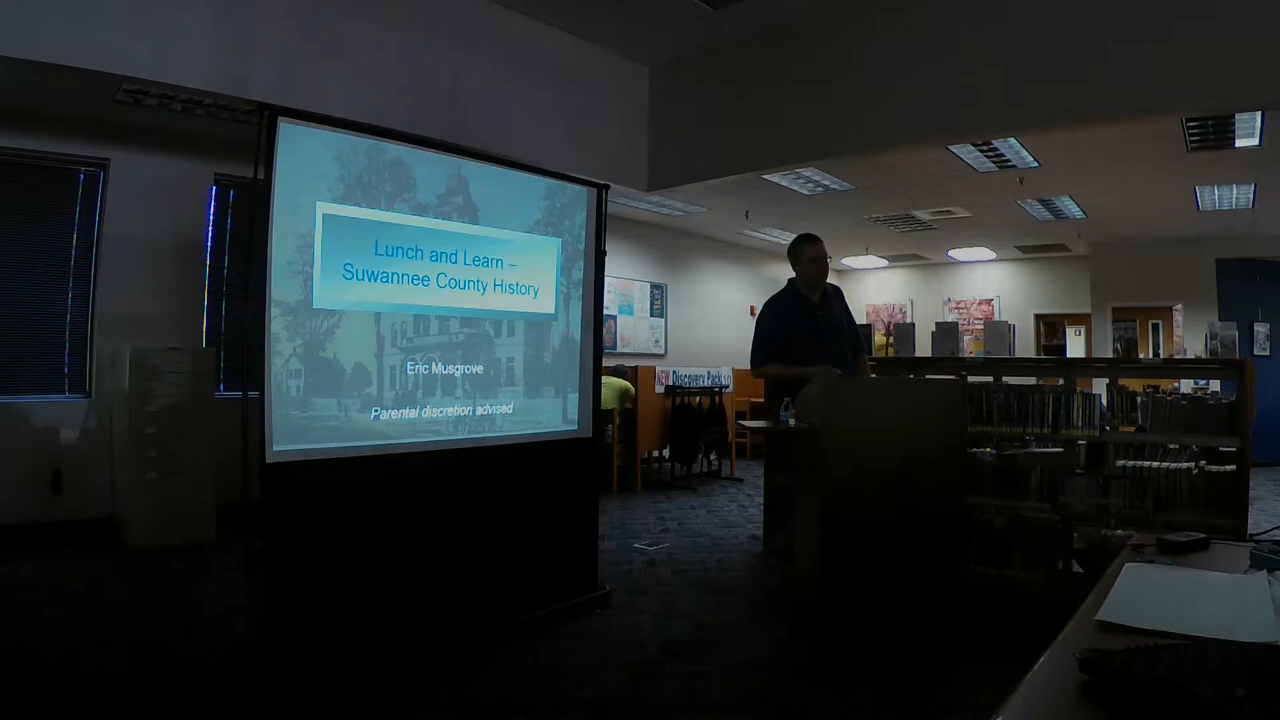 Lunch and Learn –
Suwannee County History
Eric Musgrove
Parental discretion advised
NEW Discovery Packs